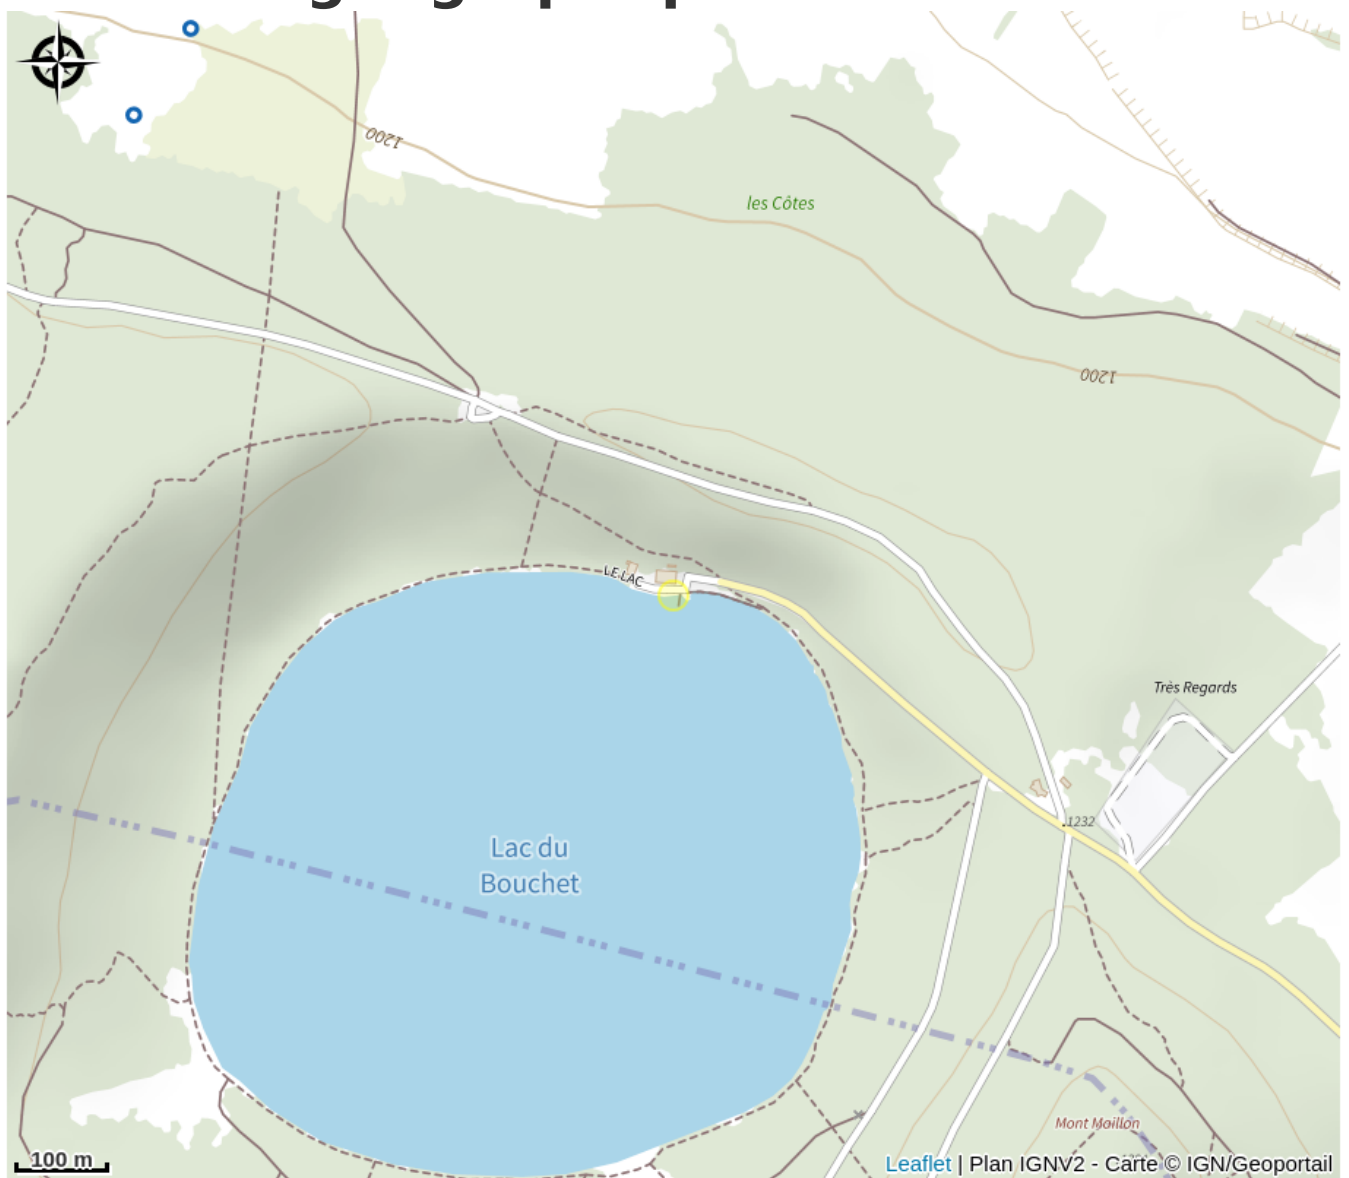 1200
les Côtes
1200
LE LAC
Très Regards
1232
Lac du
Bouchet
Mont Moillon
100 m
Leaflet | Plan IGNV2 - Carte © IGN/Geoportail